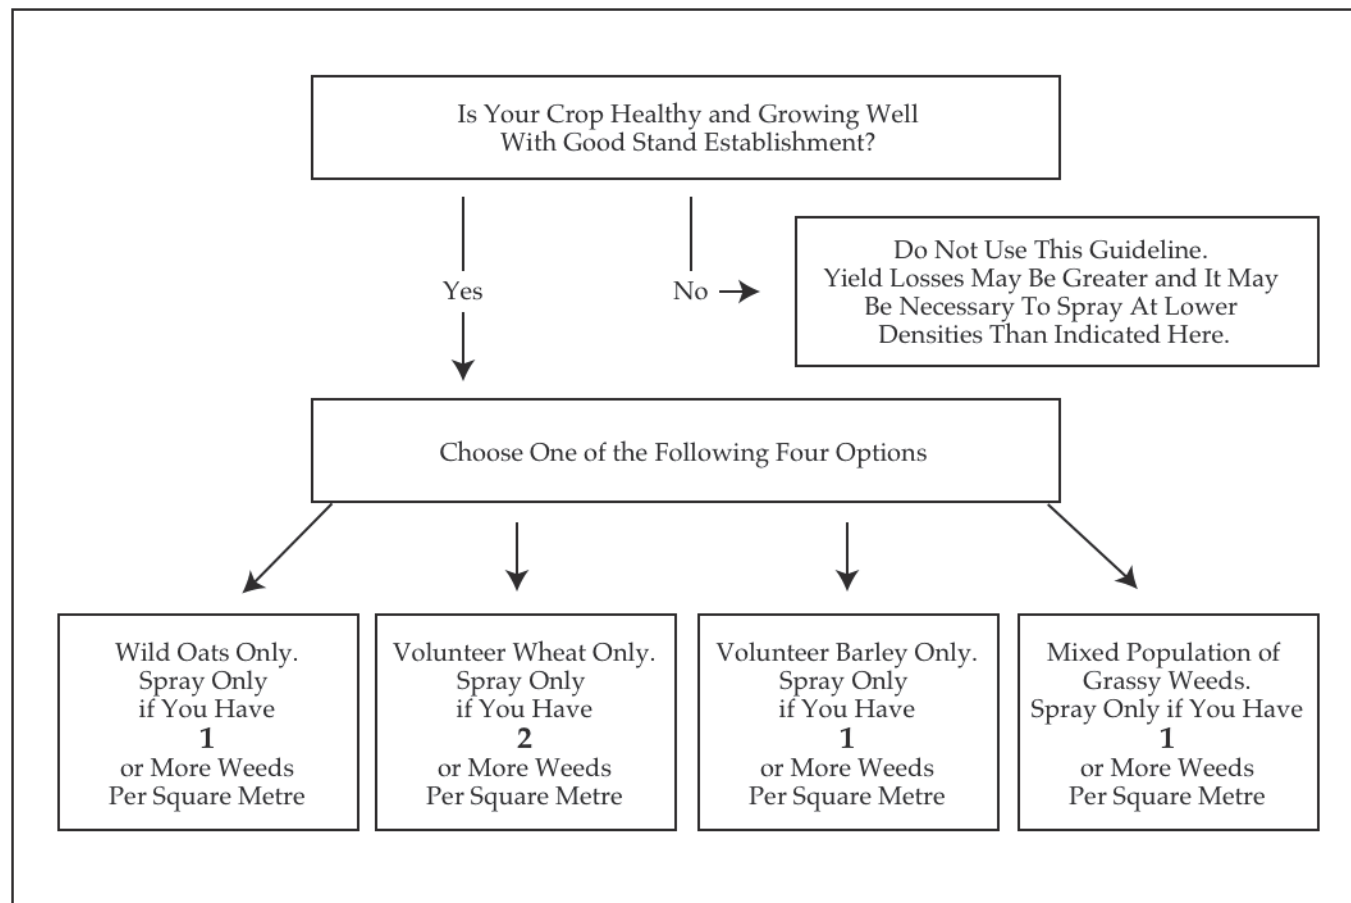 Is Your Crop Healthy and Growing Well
With Good Stand Establishment?
Yes
No
Do Not Use This Guideline.
Yield Losses May Be Greater and It May
Be Necessary To Spray At Lower
Densities Than Indicated Here.
Choose One of the Following Four Options
Wild Oats Only.
Spray Only
if You Have
1
or More Weeds
Per Square Metre
Volunteer Wheat Only.
Spray Only
if You Have
2
or More Weeds
Per Square Metre
Volunteer Barley Only.
Spray Only
if You Have
1
or More Weeds
Per Square Metre
Mixed Population of
Grassy Weeds.
Spray Only if You Have
1
or More Weeds
Per Square Metre